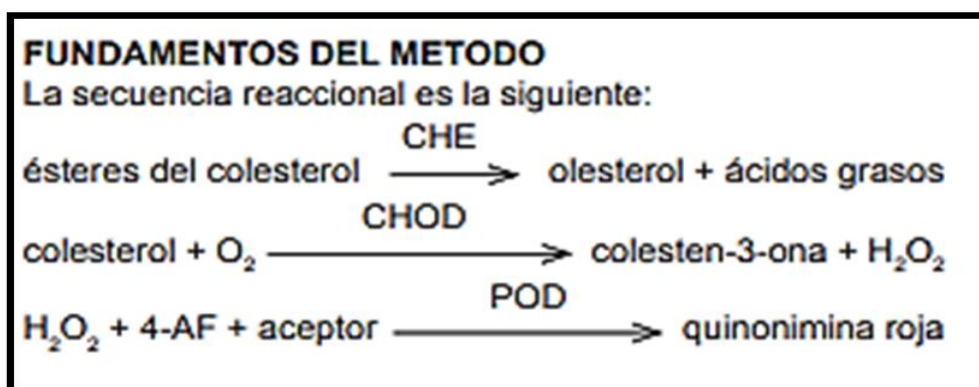 FUNDAMENTOS DEL METODO
La secuencia reaccional es la siguiente:
CHE
ésteres del colesterol ⟶ olesterol + ácidos grasos
CHOD
colesterol + O₂ ⟶ colesten-3-ona + H₂O₂
POD
H₂O₂ + 4-AF + aceptor ⟶ quinonimina roja